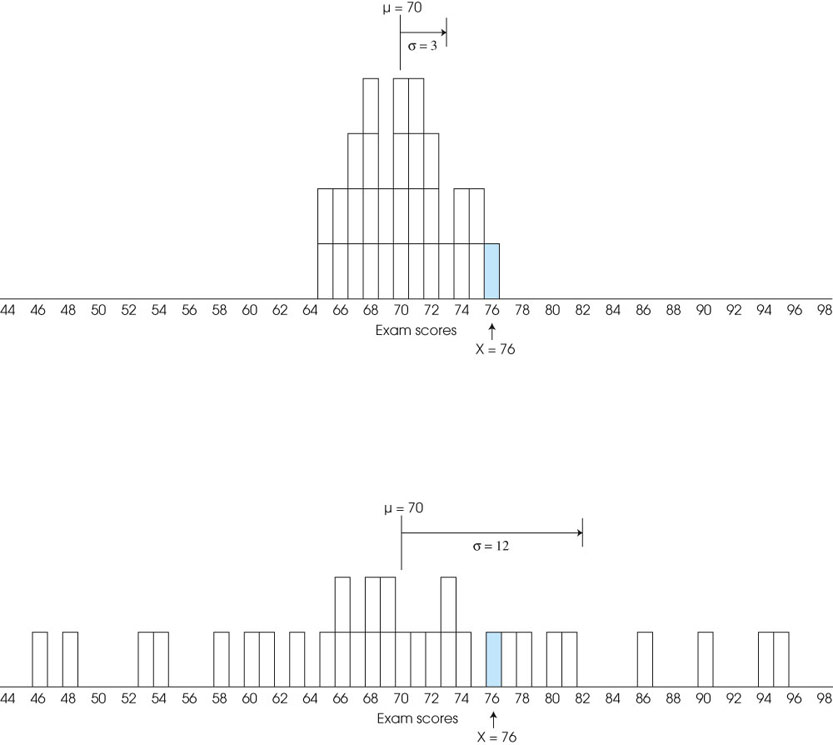 μ = 70
σ = 3
44 46 48 50 52 54 56 58 60 62 64 66 68 70 72 74 76 78 80 82 84 86 88 90 92 94 96 98
Exam scores
X = 76
μ = 70
σ = 12
44 46 48 50 52 54 56 58 60 62 64 66 68 70 72 74 76 78 80 82 84 86 88 90 92 94 96 98
Exam scores
X = 76